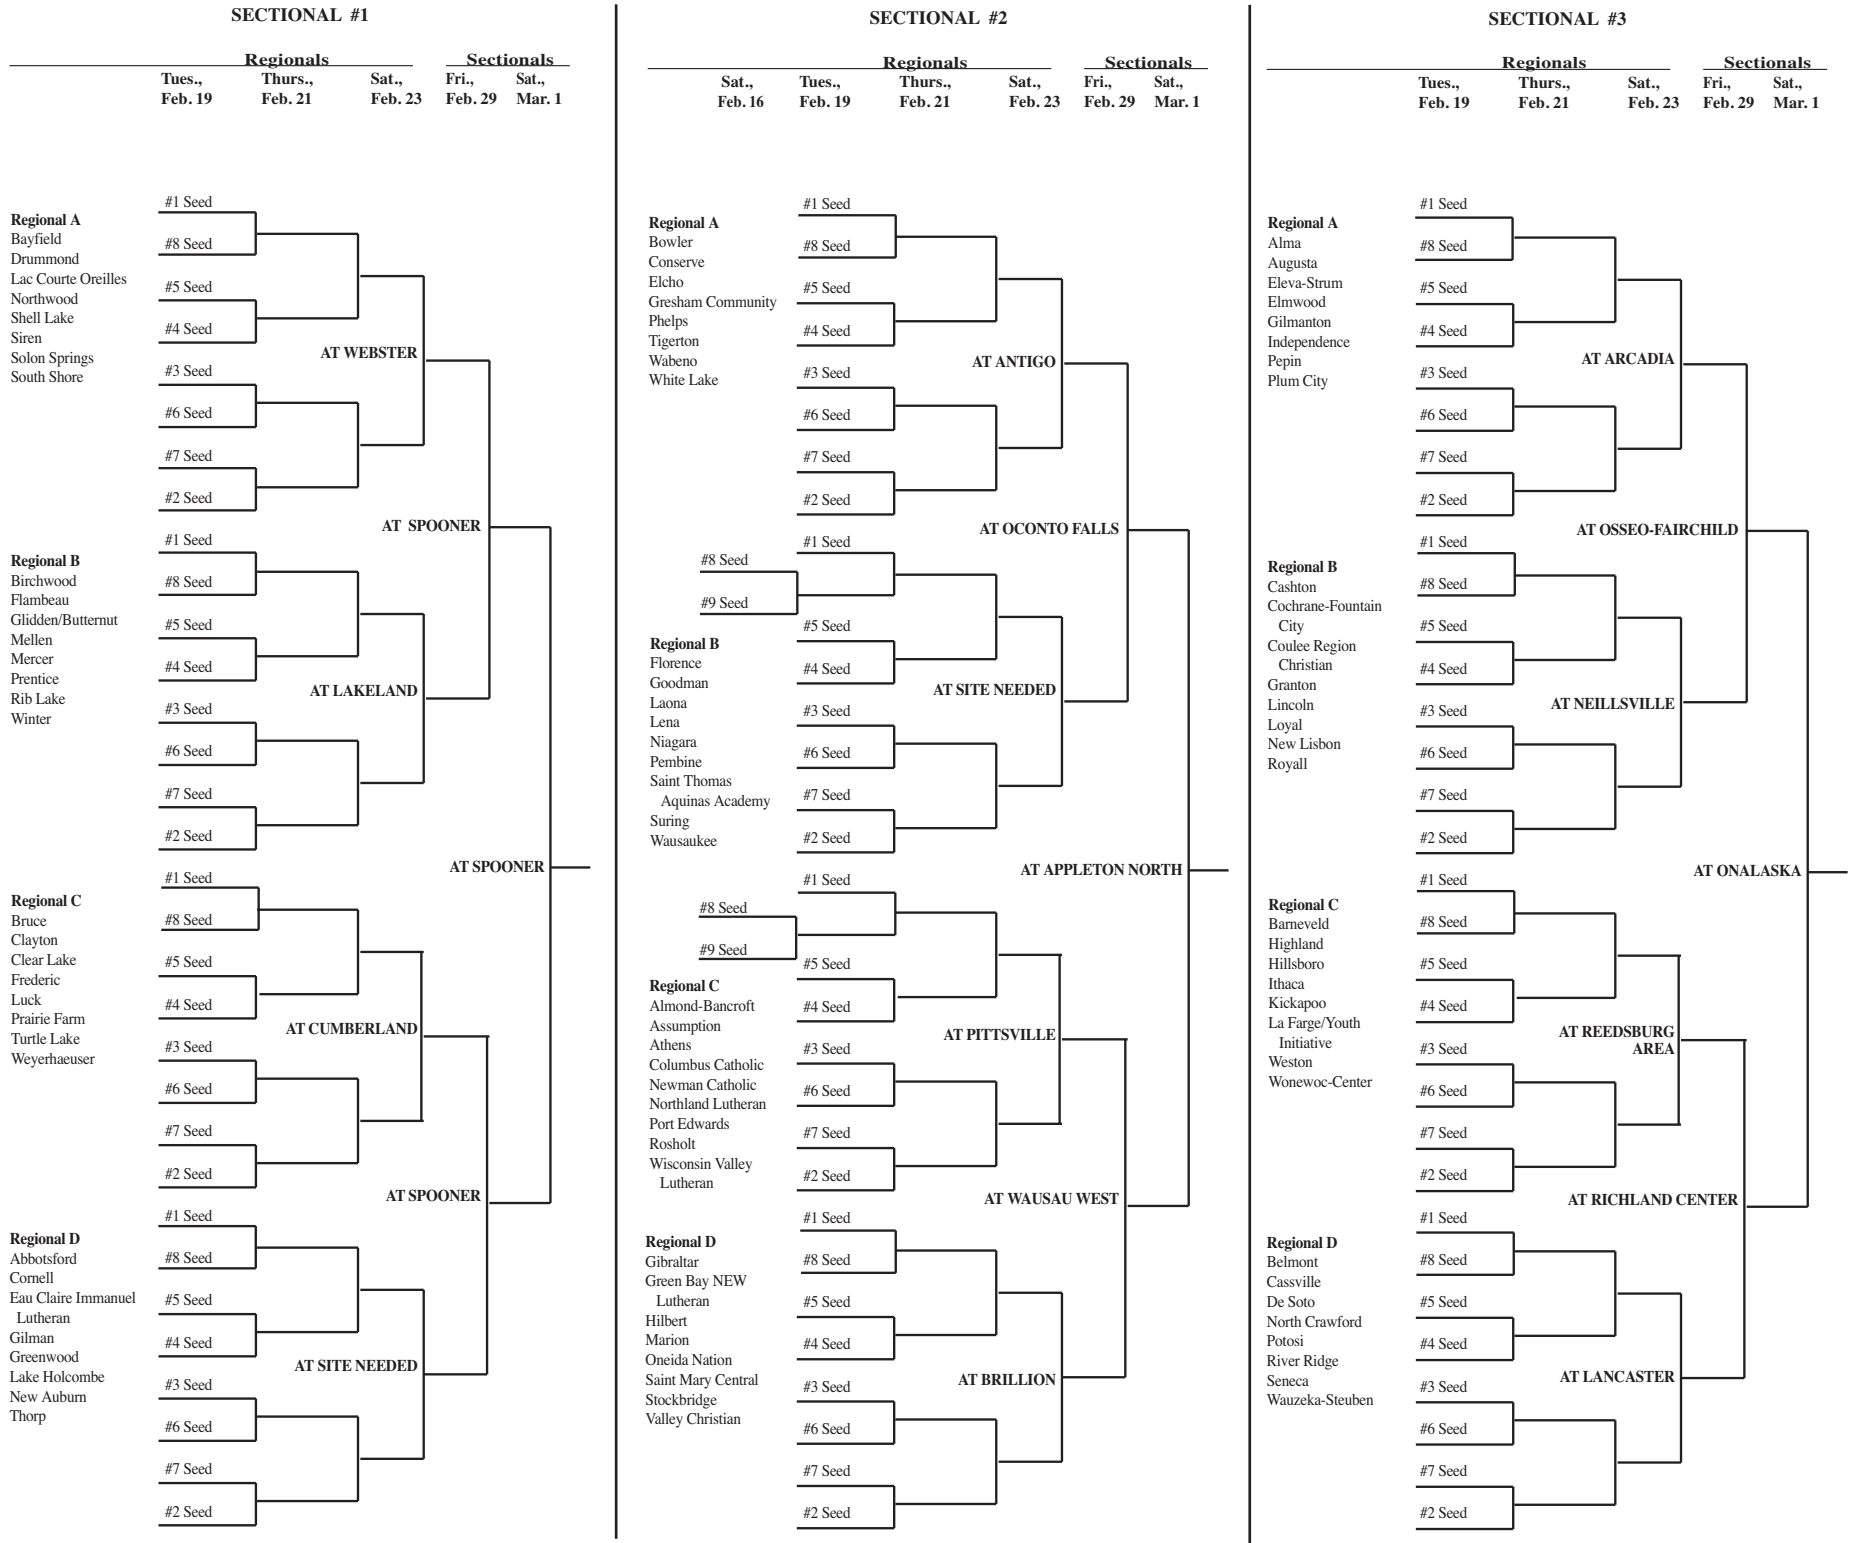 SECTIONAL #1
Regionals
Sectionals
Tues., Thurs., Sat., Fri., Sat.,
Feb. 19 Feb. 21 Feb. 23 Feb. 29 Mar. 1
#1 Seed
Regional A
Bayfield
#8 Seed
Drummond
Lac Courte Oreilles
#5 Seed
Northwood
Shell Lake
#4 Seed
Siren
AT WEBSTER
Solon Springs
#3 Seed
South Shore
#6 Seed
#7 Seed
#2 Seed
AT SPOONER
#1 Seed
Regional B
Birchwood
#8 Seed
Flambeau
Glidden/Butternut
#5 Seed
Mellen
Mercer
#4 Seed
Prentice
AT LAKELAND
Rib Lake
#3 Seed
Winter
#6 Seed
#7 Seed
#2 Seed
AT SPOONER
#1 Seed
Regional C
Bruce
#8 Seed
Clayton
Clear Lake
#5 Seed
Frederic
Luck
#4 Seed
Prairie Farm
AT CUMBERLAND
Turtle Lake
#3 Seed
Weyerhaeuser
#6 Seed
#7 Seed
#2 Seed
AT SPOONER
#1 Seed
Regional D
Abbotsford
#8 Seed
Cornell
Eau Claire Immanuel
#5 Seed
Lutheran
Gilman
#4 Seed
Greenwood
AT SITE NEEDED
Lake Holcombe
#3 Seed
New Auburn
Thorp
#6 Seed
#7 Seed
#2 Seed
SECTIONAL #2
Regionals
Sectionals
Sat., Tues., Thurs., Sat., Fri., Sat.,
Feb. 16 Feb. 19 Feb. 21 Feb. 23 Feb. 29 Mar. 1
#1 Seed
Regional A
Bowler
#8 Seed
Conserve
Elcho
#5 Seed
Gresham Community
Phelps
#4 Seed
Tigerton
Wabeno
AT ANTIGO
#3 Seed
White Lake
#6 Seed
#7 Seed
#2 Seed
AT OCONTO FALLS
#1 Seed
#8 Seed
#9 Seed
#5 Seed
Regional B
Florence
#4 Seed
Goodman
AT SITE NEEDED
Laona
#3 Seed
Lena
Niagara
#6 Seed
Pembine
Saint Thomas
#7 Seed
Aquinas Academy
Suring
#2 Seed
Wausaukee
AT APPLETON NORTH
#1 Seed
#8 Seed
#9 Seed
#5 Seed
Regional C
Almond-Bancroft
#4 Seed
Assumption
AT PITTSVILLE
Athens
#3 Seed
Columbus Catholic
Newman Catholic
#6 Seed
Northland Lutheran
Port Edwards
#7 Seed
Rosholt
Wisconsin Valley
#2 Seed
Lutheran
AT WAUSAU WEST
#1 Seed
Regional D
Gibraltar
#8 Seed
Green Bay NEW
Lutheran
#5 Seed
Hilbert
Marion
#4 Seed
Oneida Nation
Saint Mary Central
AT BRILLION
#3 Seed
Stockbridge
Valley Christian
#6 Seed
#7 Seed
#2 Seed
SECTIONAL #3
Regionals
Sectionals
Tues., Thurs., Sat., Fri., Sat.,
Feb. 19 Feb. 21 Feb. 23 Feb. 29 Mar. 1
#1 Seed
Regional A
Alma
#8 Seed
Augusta
Eleva-Strum
#5 Seed
Elmwood
Gilmanton
#4 Seed
Independence
AT ARCADIA
Pepin
#3 Seed
Plum City
#6 Seed
#7 Seed
#2 Seed
AT OSSEO-FAIRCHILD
#1 Seed
Regional B
Cashton
#8 Seed
Cochrane-Fountain
City
#5 Seed
Coulee Region
Christian
#4 Seed
Granton
Lincoln
AT NEILLSVILLE
#3 Seed
Loyal
New Lisbon
#6 Seed
Royall
#7 Seed
#2 Seed
AT ONALASKA
#1 Seed
Regional C
Barneveld
#8 Seed
Highland
Hillsboro
#5 Seed
Ithaca
Kickapoo
#4 Seed
La Farge/Youth
AT REEDSBURG
Initiative
AREA
#3 Seed
Weston
Wonewoc-Center
#6 Seed
#7 Seed
#2 Seed
AT RICHLAND CENTER
#1 Seed
Regional D
Belmont
#8 Seed
Cassville
De Soto
#5 Seed
North Crawford
Potosi
#4 Seed
River Ridge
AT LANCASTER
Seneca
#3 Seed
Wauzeka-Steuben
#6 Seed
#7 Seed
#2 Seed